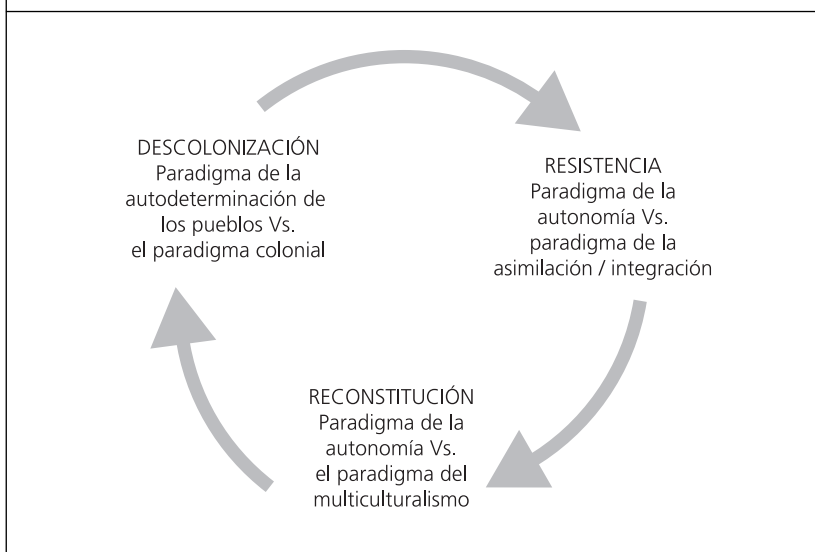 DESCOLONIZACIÓN
Paradigma de la
autodeterminación de
los pueblos Vs.
el paradigma colonial
RESISTENCIA
Paradigma de la
autonomía Vs.
paradigma de la
asimilación / integración
RECONSTITUCIÓN
Paradigma de la
autonomía Vs.
el paradigma del
multiculturalismo